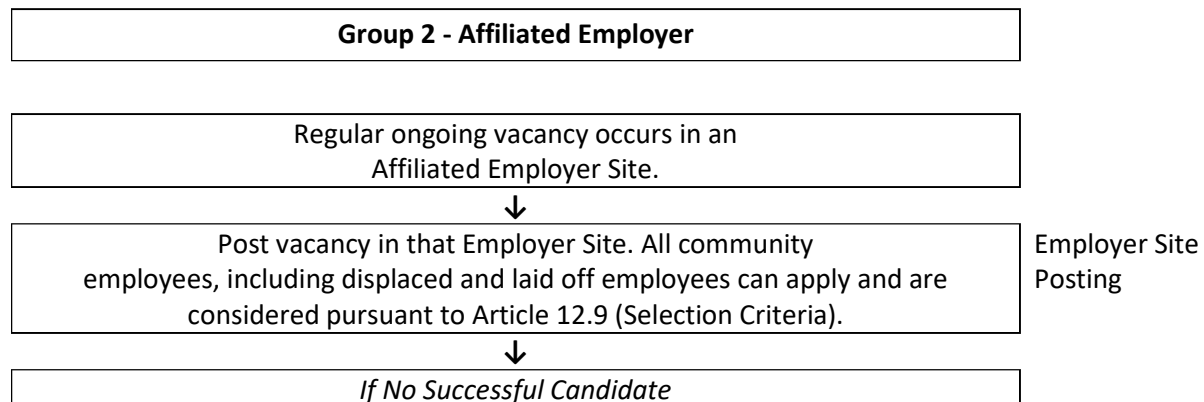 Group 2 - Affiliated Employer
Regular ongoing vacancy occurs in an
Affiliated Employer Site.
↓
Post vacancy in that Employer Site. All community
employees, including displaced and laid off employees can apply and are
considered pursuant to Article 12.9 (Selection Criteria).
Employer Site
Posting
↓
If No Successful Candidate